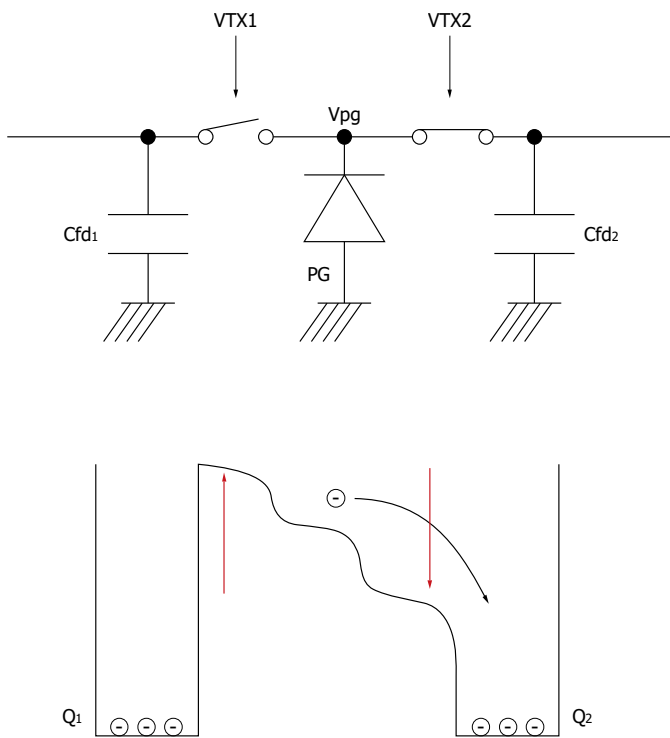 VTX1
VTX2
Vpg
Cfd1
Cfd2
PG
-
Q1
Q2
- - -
- - -